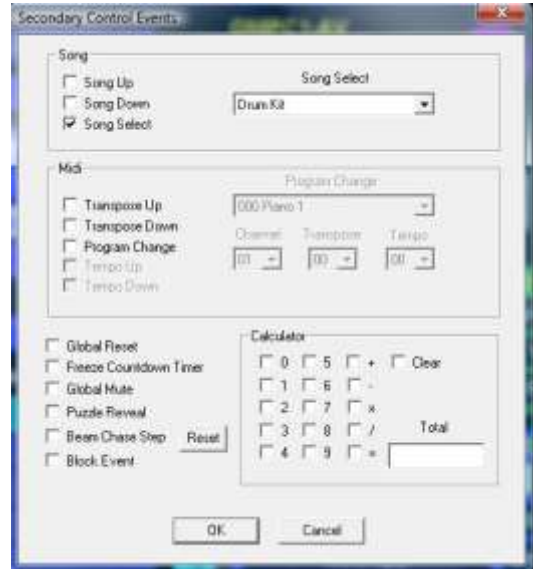 Secondary Control Events
Song
Song Up
Song Down
Song Select
Song Select
Drum Kit
Midi
Transpose Up
Transpose Down
Program Change
Tempo Up
Tempo Down
Program Change
000 Piano 1
Channel Transpose Tempo
01 00 00
Global Reset
Freeze Countdown Timer
Global Mute
Puzzle Reveal
Beam Chase Step Reset
Block Event
Calculator
0 5 + Clear
1 6 -
2 7 x
3 8 / Total
4 9 =
OK Cancel